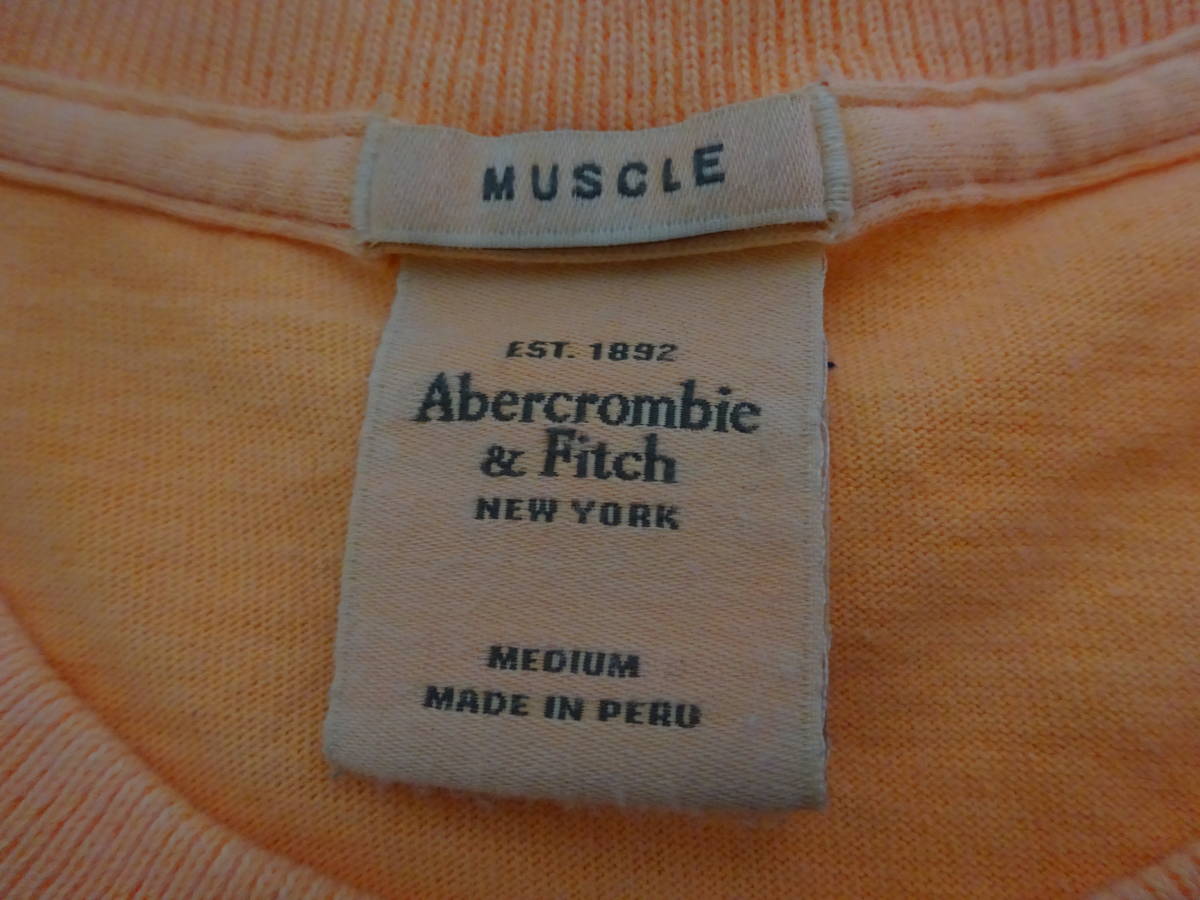 MUSCLE
EST. 1892
Abercrombie
& Fitch
NEW YORK
MEDIUM
MADE IN PERU